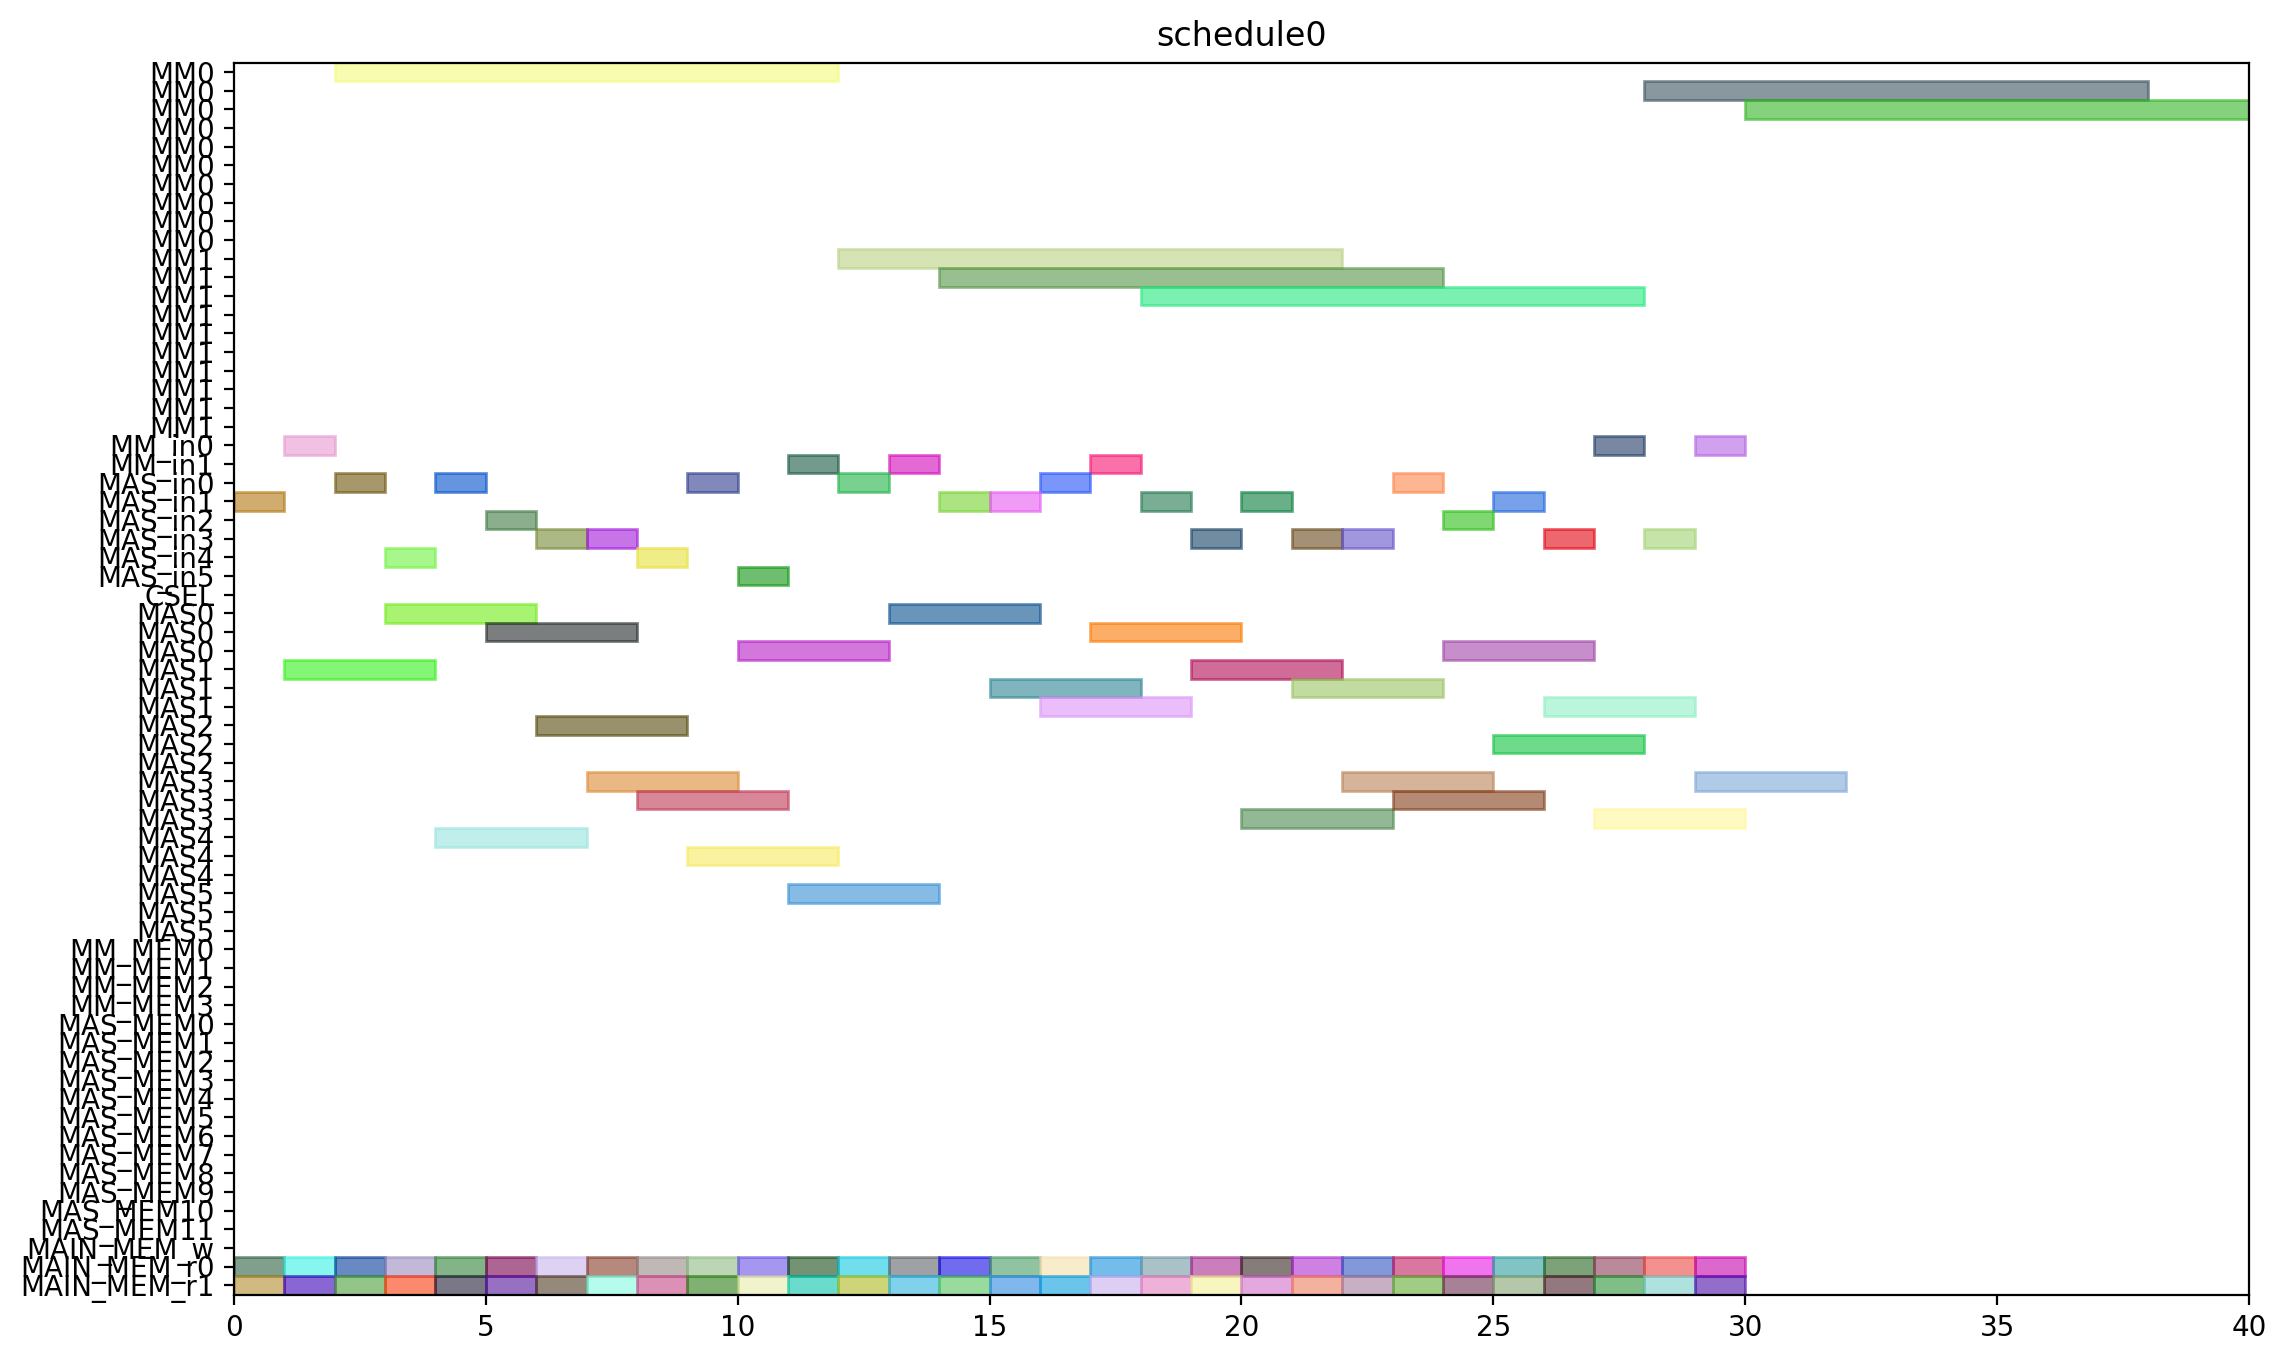 schedule0
MM0
MM0
MM0
MM0
MM0
MM0
MM0
MM0
MM0
MM0
MM1
MM1
MM1
MM1
MM1
MM1
MM1
MM1
MM1
MM1
MM_in0
MM_in1
MAS_in0
MAS_in1
MAS_in2
MAS_in3
MAS_in4
MAS_in5
CSEL
MAS0
MAS0
MAS0
MAS1
MAS1
MAS1
MAS2
MAS2
MAS2
MAS3
MAS3
MAS3
MAS4
MAS4
MAS4
MAS5
MAS5
MAS5
MM_MEM0
MM_MEM1
MM_MEM2
MM_MEM3
MAS_MEM0
MAS_MEM1
MAS_MEM2
MAS_MEM3
MAS_MEM4
MAS_MEM5
MAS_MEM6
MAS_MEM7
MAS_MEM8
MAS_MEM9
MAS_MEM10
MAS_MEM11
MAIN_MEM_w
MAIN_MEM_r0
MAIN_MEM_r1
0 5 10 15 20 25 30 35 40